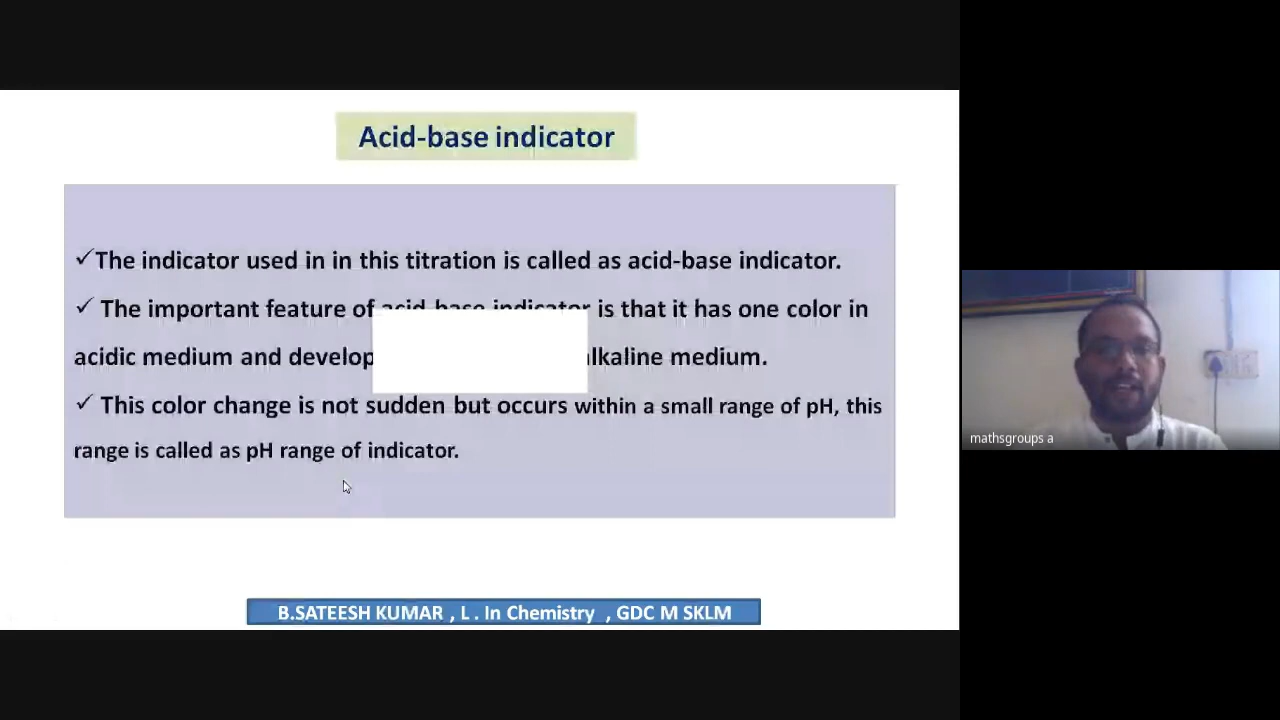 Acid-base indicator
✓The indicator used in in this titration is called as acid-base indicator.
✓ The important feature of acid-base indicator is that it has one color in
acidic medium and develop lkaline medium.
✓ This color change is not sudden but occurs within a small range of pH, this
range is called as pH range of indicator.
B.SATEESH KUMAR , L . In Chemistry , GDC M SKLM
mathsgroups a